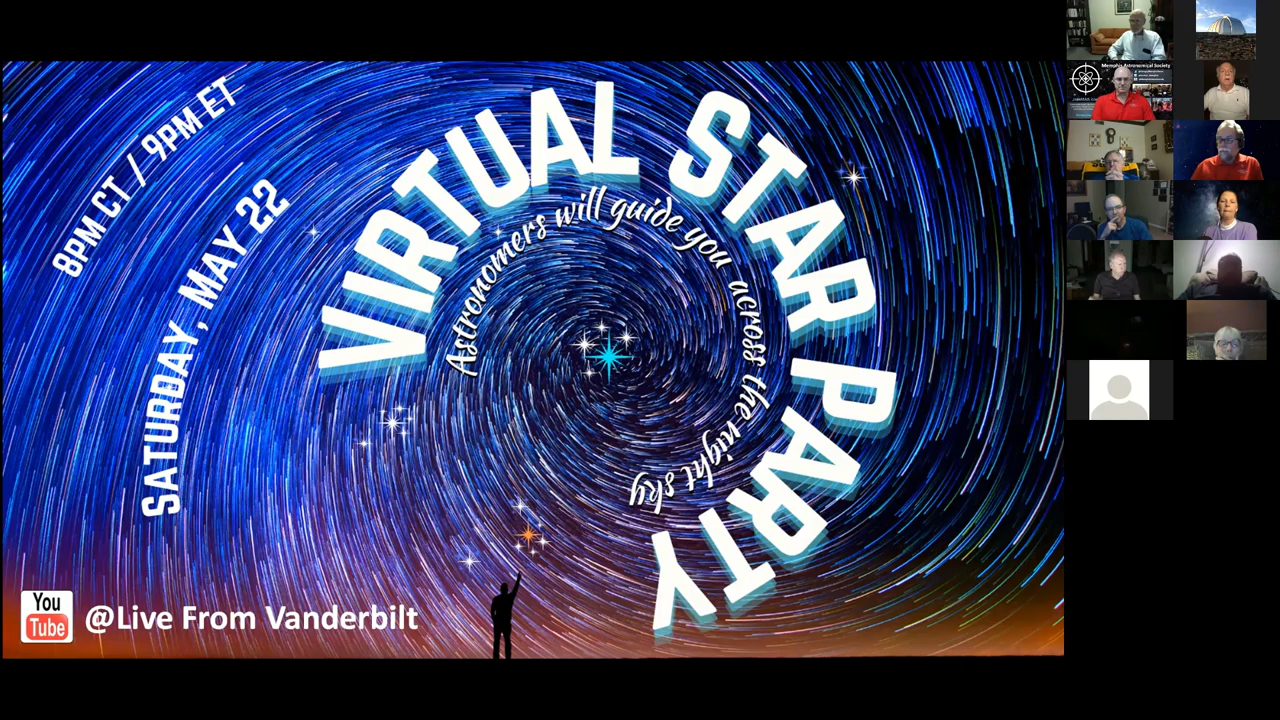 8PM CT / 9PM ET
SATURDAY, MAY 22
VIRTUAL STAR PARTY
Astronomers will guide you across the night sky
You
Tube
@Live From Vanderbilt
Memphis Astronomical Society